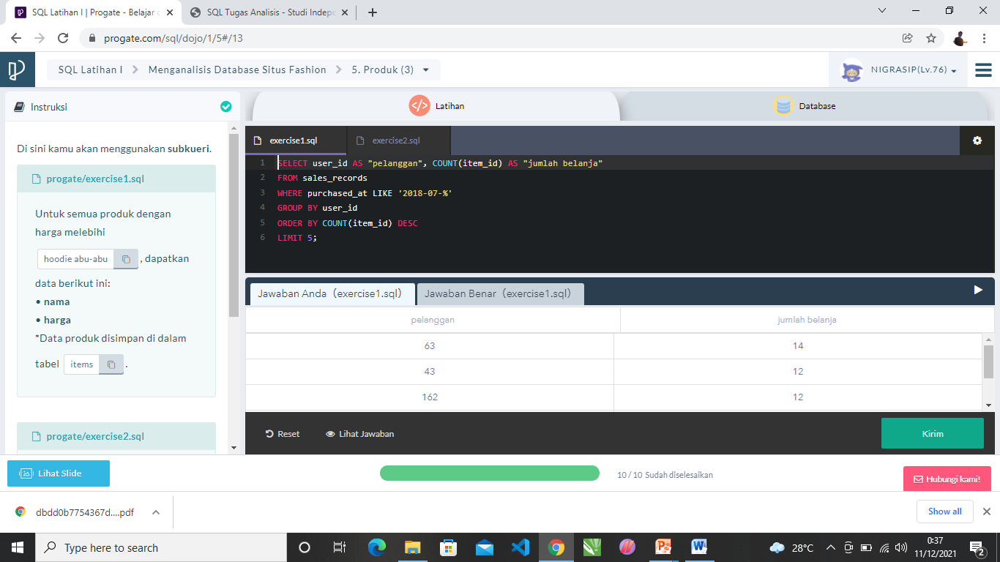 SQL Latihan I | Progate - Belajar
SQL Tugas Analisis - Studi Indepe
progate.com/sql/dojo/1/5#/13
SQL Latihan I
Menganalisis Database Situs Fashion
5. Produk (3)
NIGRASIP(Lv.76)
Instruksi
Di sini kamu akan menggunakan subkueri.
progate/exercise1.sql
Untuk semua produk dengan
harga melebihi
hoodie abu-abu , dapatkan
data berikut ini:
• nama
• harga
*Data produk disimpan di dalam
tabel items .
progate/exercise2.sql
Latihan
Database
exercise1.sql
exercise2.sql
1 SELECT user_id AS "pelanggan", COUNT(item_id) AS "jumlah belanja"
2 FROM sales_records
3 WHERE purchased_at LIKE '2018-07-%'
4 GROUP BY user_id
5 ORDER BY COUNT(item_id) DESC
6 LIMIT 5;
Jawaban Anda (exercise1.sql)
Jawaban Benar (exercise1.sql)
pelanggan jumlah belanja
63 14
43 12
162 12
Reset
Lihat Jawaban
Kirim
Lihat Slide
10 / 10 Sudah diselesaikan
Hubungi kami!
dbdd0b7754367d....pdf
Show all
Type here to search
28°C
0:37
11/12/2021
2